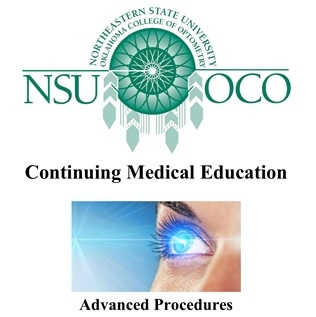 NORTHEASTERN STATE UNIVERSITY
OKLAHOMA COLLEGE OF OPTOMETRY
NSU OCO
Continuing Medical Education
Advanced Procedures